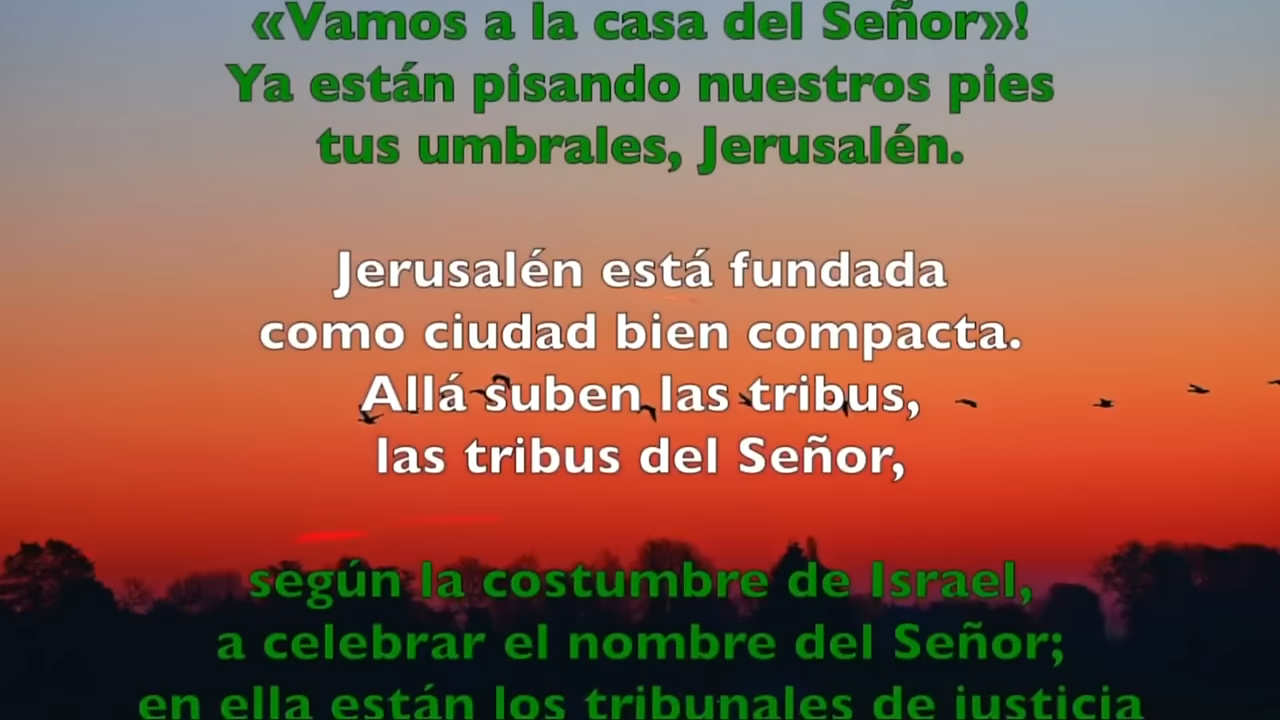 «Vamos a la casa del Señor»!
Ya están pisando nuestros pies
tus umbrales, Jerusalén.
Jerusalén está fundada
como ciudad bien compacta.
Allá suben las tribus,
las tribus del Señor,
según la costumbre de Israel,
a celebrar el nombre del Señor;
en ella están los tribunales de justicia